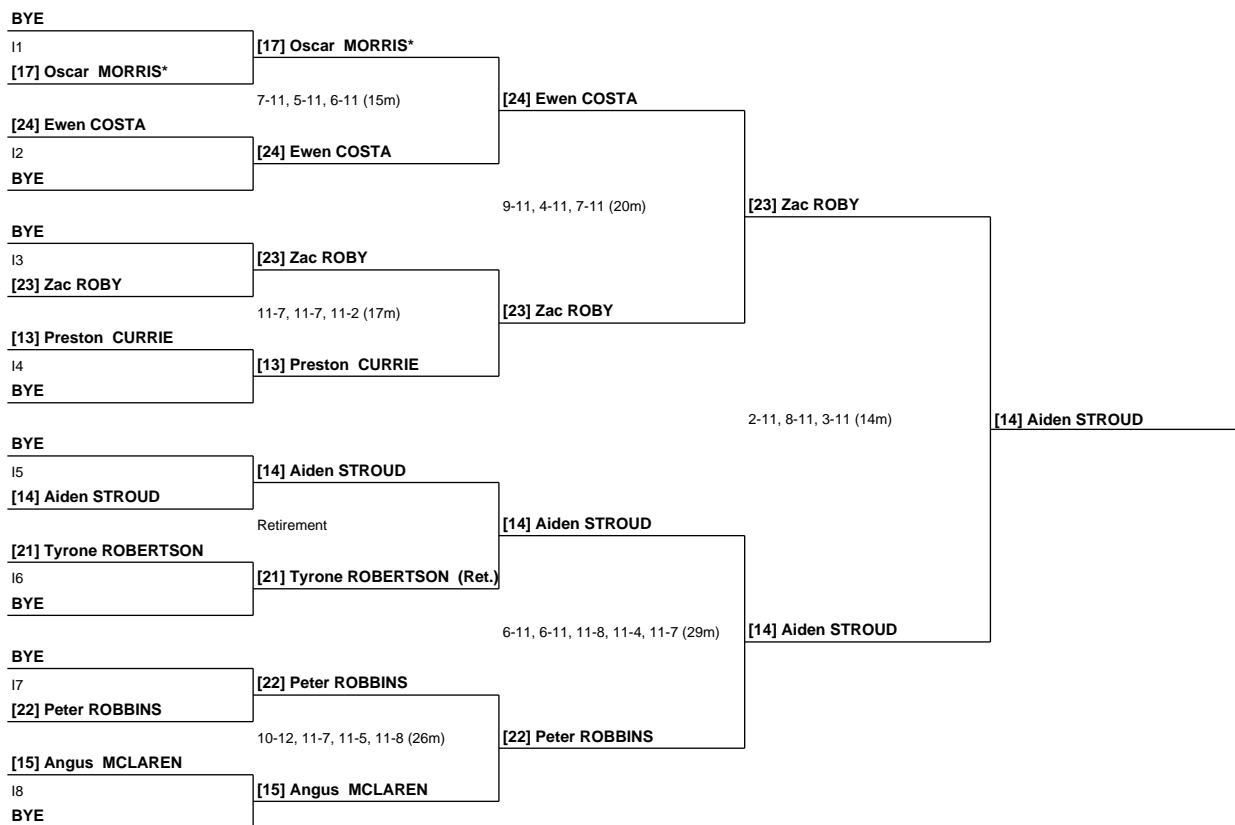 BYE
I1
[17] Oscar  MORRIS*
[17] Oscar  MORRIS*
7-11, 5-11, 6-11 (15m)
[24] Ewen COSTA
[24] Ewen COSTA
I2
[24] Ewen COSTA
BYE
9-11, 4-11, 7-11 (20m)
[23] Zac ROBY
BYE
I3
[23] Zac ROBY
[23] Zac ROBY
11-7, 11-7, 11-2 (17m)
[23] Zac ROBY
[13] Preston  CURRIE
I4
[13] Preston  CURRIE
BYE
2-11, 8-11, 3-11 (14m)
[14] Aiden STROUD
BYE
I5
[14] Aiden STROUD
[14] Aiden STROUD
Retirement
[14] Aiden STROUD
[21] Tyrone ROBERTSON
I6
[21] Tyrone ROBERTSON  (Ret.)
BYE
6-11, 6-11, 11-8, 11-4, 11-7 (29m)
[14] Aiden STROUD
BYE
I7
[22] Peter ROBBINS
[22] Peter ROBBINS
10-12, 11-7, 11-5, 11-8 (26m)
[22] Peter ROBBINS
[15] Angus  MCLAREN
I8
[15] Angus  MCLAREN
BYE